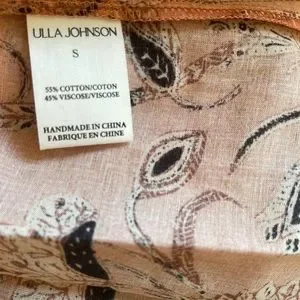 ULLA JOHNSON
S
55% COTTON/COTON
45% VISCOSE/VISCOSE
HANDMADE IN CHINA
FABRIQUE EN CHINE